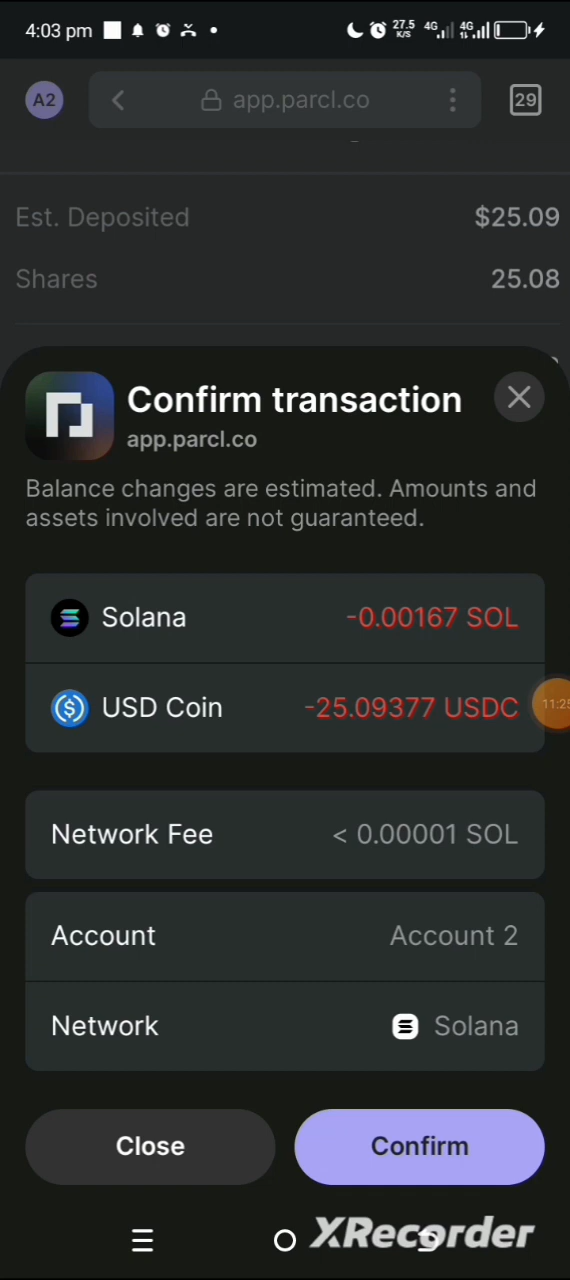 4:03 pm
27.5
K/S
4G
4G
A2
app.parcl.co
29
Est. Deposited
$25.09
Shares
25.08
Confirm transaction
app.parcl.co
Balance changes are estimated. Amounts and
assets involved are not guaranteed.
Solana
-0.00167 SOL
USD Coin
-25.09377 USDC
11:25
Network Fee
< 0.00001 SOL
Account
Account 2
Network
Solana
Close
Confirm
XRecorder